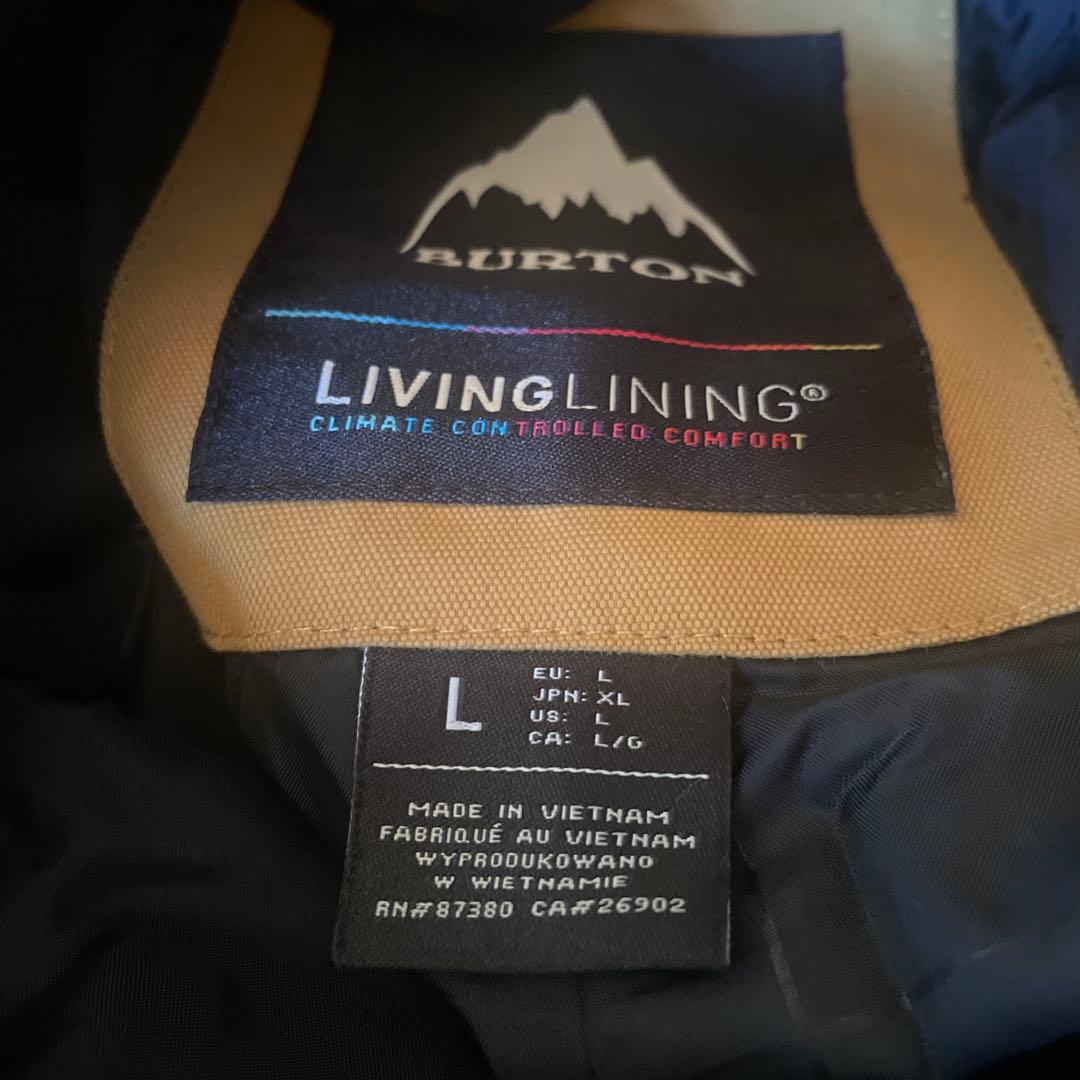 BURTON
LIVINGLINING®
CLIMATE CONTROLLED COMFORT
L
EU: L
JPN: XL
US: L
CA: L/G
MADE IN VIETNAM
FABRIQUÉ AU VIETNAM
WYPRODUKOWANO
W WIETNAMIE
RN#87380 CA#26902